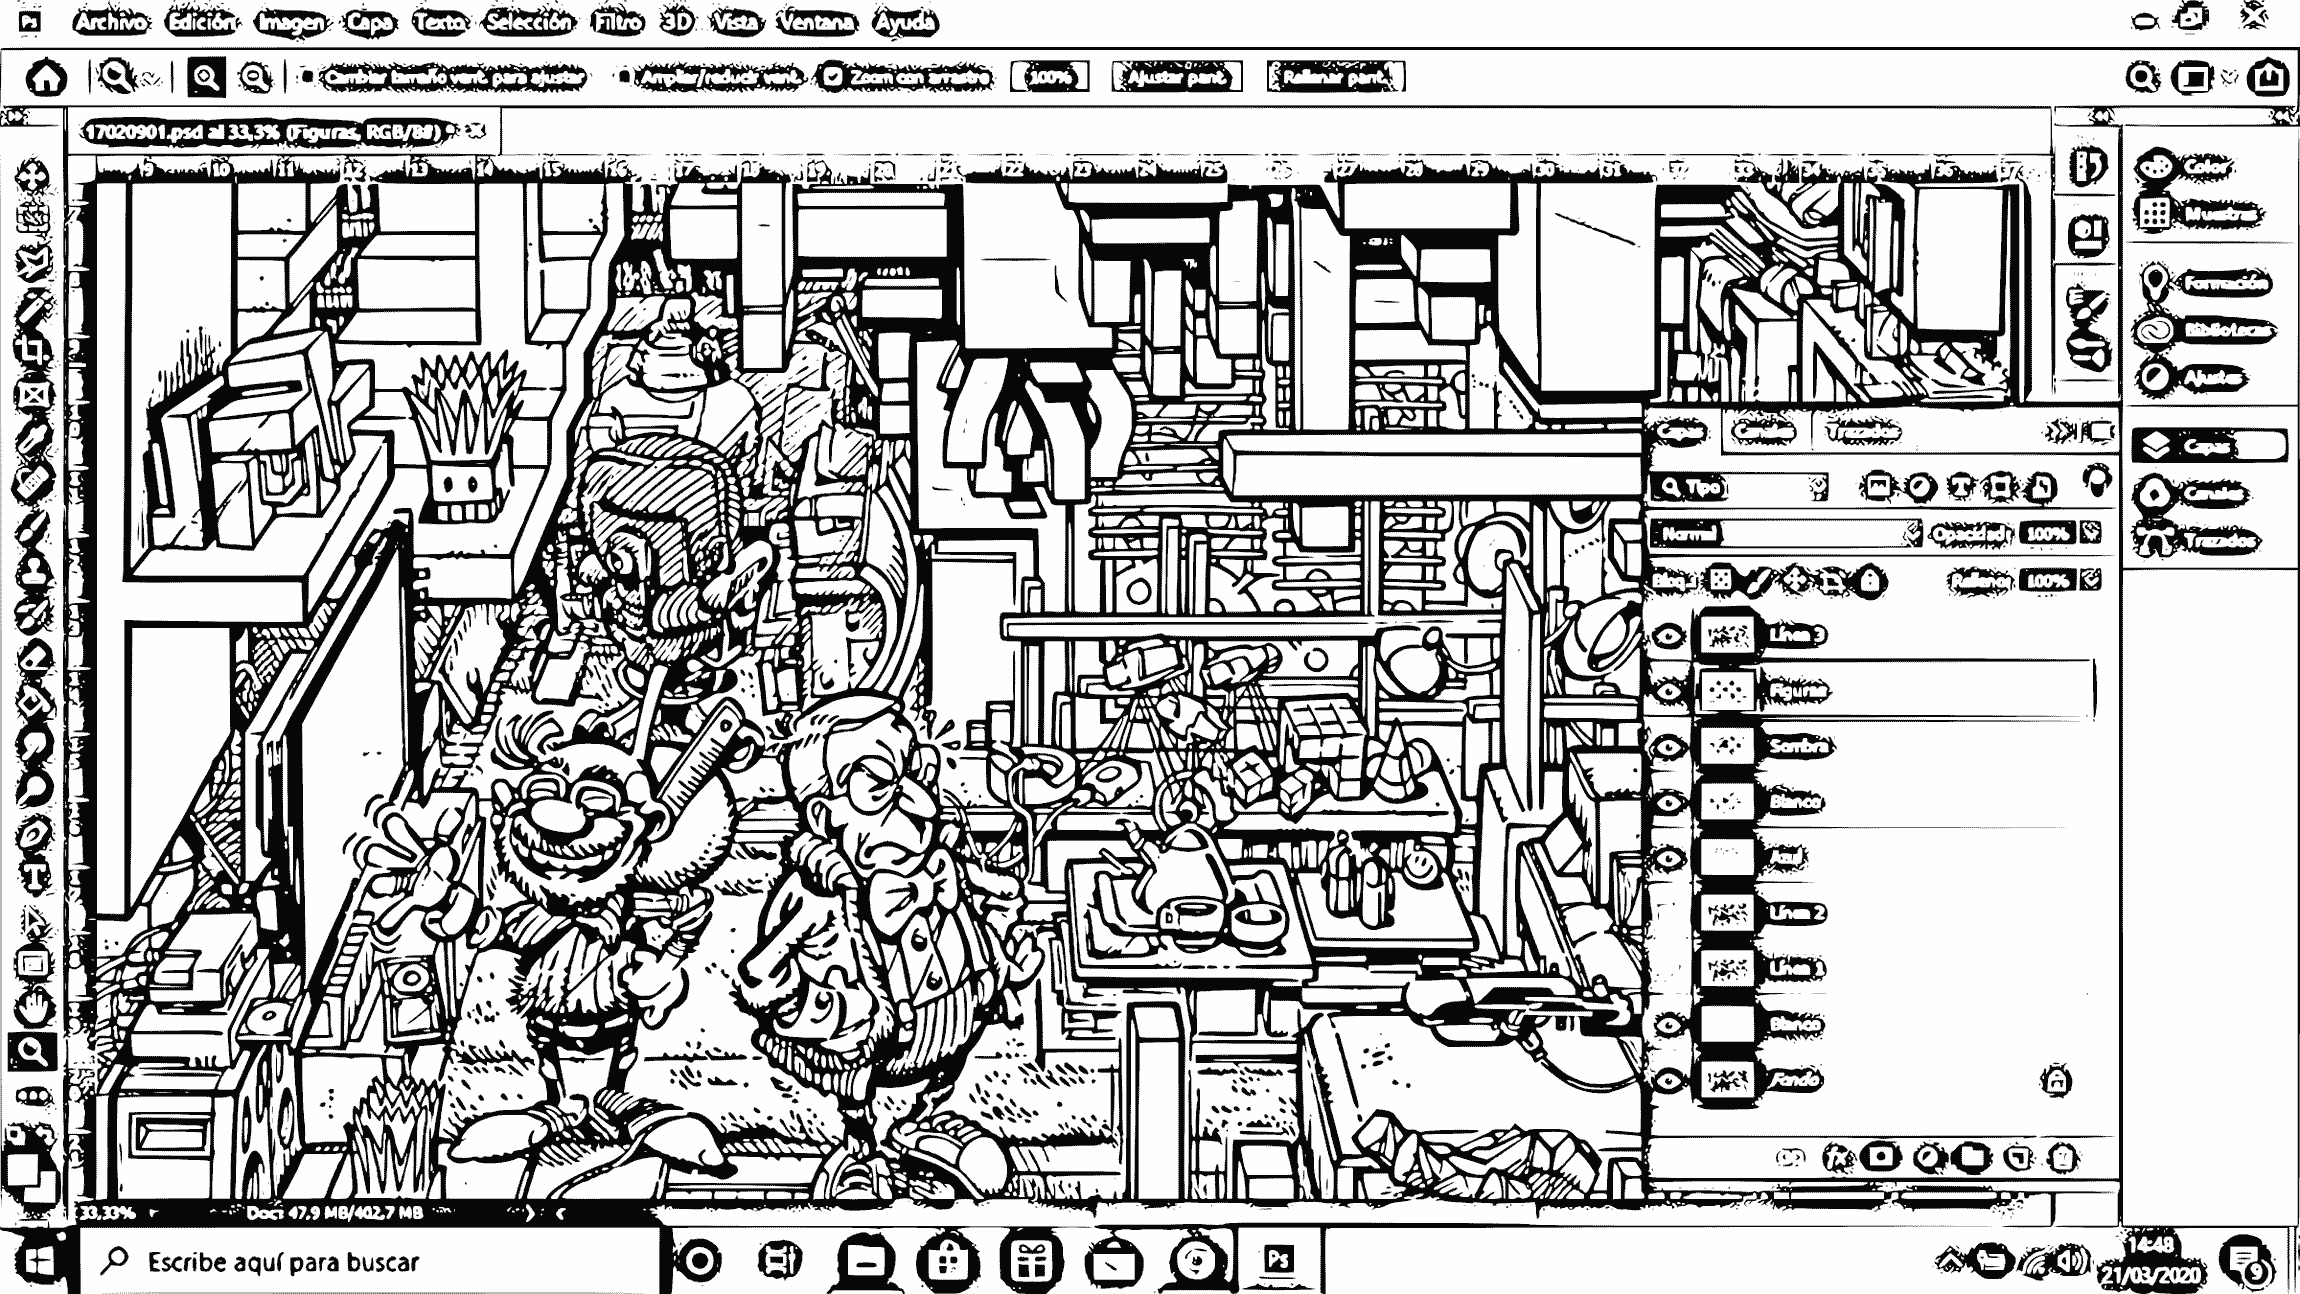 Ps Archivo Edición Imagen Capa Texto Selección Filtro 3D Vista Ventana Ayuda
Cambiar tamaño vent. para ajustar Ampliar/reducir vent. Zoom con arrastre 100% Ajustar pant. Rellenar pant.
17020901.psd al 33,3% (Figuras, RGB/8#) *
9 10 11 12 13 14 15 16 17 18 19 20 21 22 23 24 25 26 27 28 29 30 31 32 33 34 35 36 37
Color
Muestras
Formación
Bibliotecas
Ajustes
Capas
Canales
Trazados
Capas Canales Trazados
Tipo
Normal Opacidad: 100%
Bloq.: Relleno: 100%
Línea 3
Figuras
Sombra
Blanco
Azul
Línea 2
Línea 1
Blanco
Fondo
fx
33,33% Doc: 47,9 MB/402,7 MB
Escribe aquí para buscar
Ps
14:48
21/03/2020
9